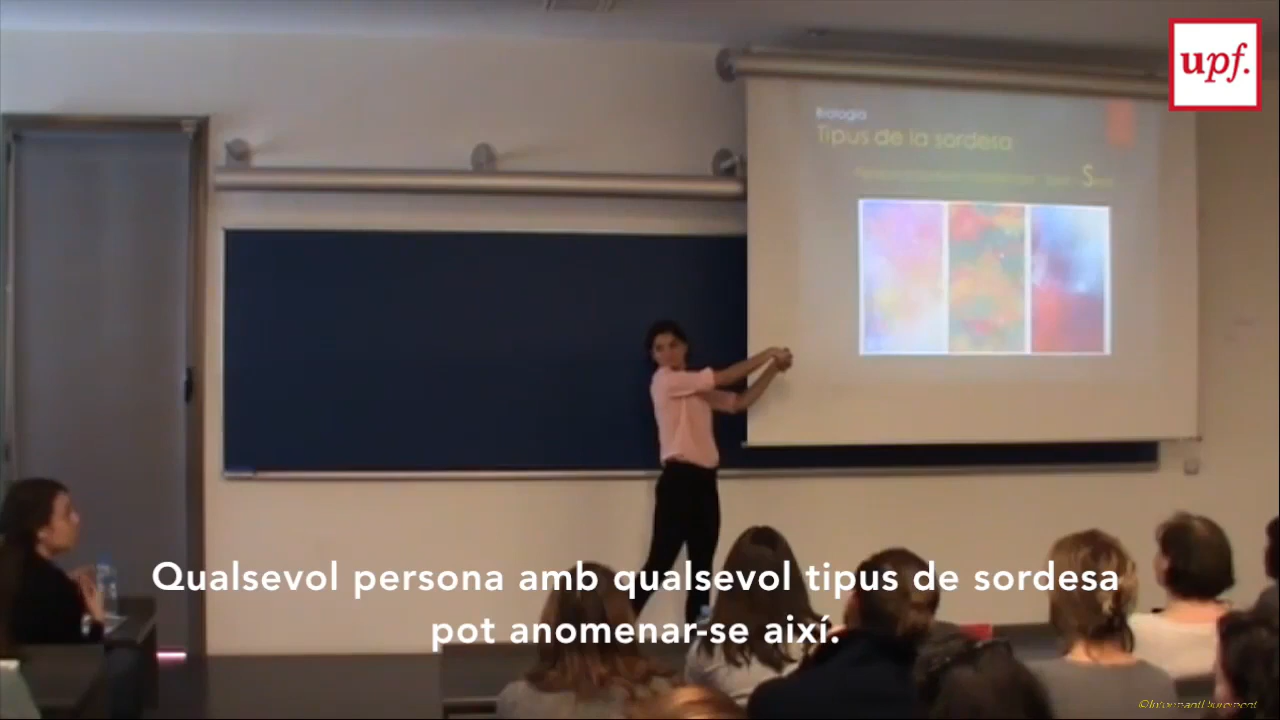 upf.
Biologia
Tipus de la sordesa
S
Qualsevol persona amb qualsevol tipus de sordesa
pot anomenar-se així.